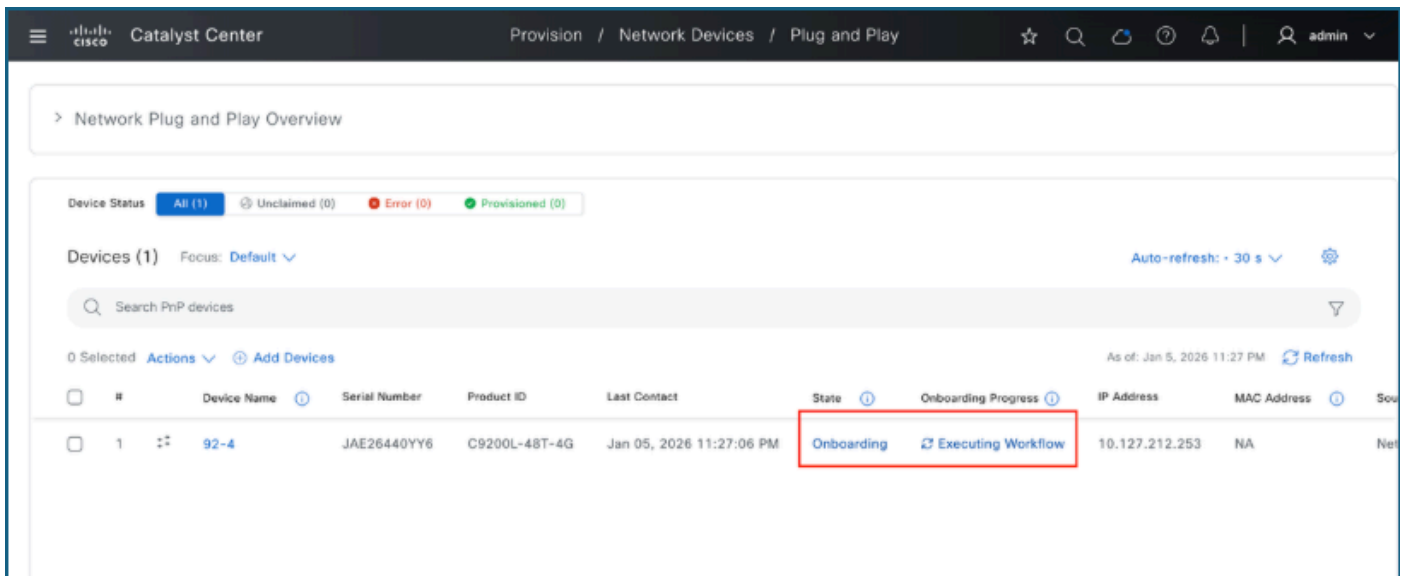 cisco Catalyst Center Provision / Network Devices / Plug and Play admin
Network Plug and Play Overview
Device Status All (1) Unclaimed (0) Error (0) Provisioned (0)
Devices (1) Focus: Default Auto-refresh: • 30 s
Search PnP devices
0 Selected Actions Add Devices As of: Jan 5, 2026 11:27 PM Refresh
# Device Name Serial Number Product ID Last Contact State Onboarding Progress IP Address MAC Address Sou
1 92-4 JAE26440YY6 C9200L-48T-4G Jan 05, 2026 11:27:06 PM Onboarding Executing Workflow 10.127.212.253 NA Net